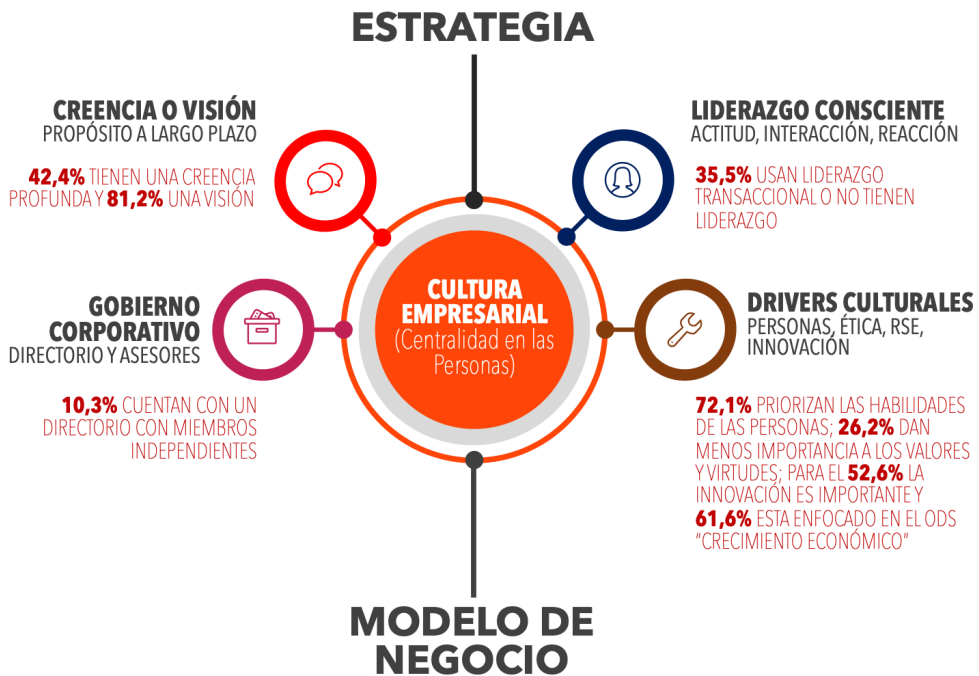 ESTRATEGIA
CREENCIA O VISIÓN
PROPÓSITO A LARGO PLAZO
42,4% TIENEN UNA CREENCIA
PROFUNDA Y 81,2% UNA VISIÓN
LIDERAZGO CONSCIENTE
ACTITUD, INTERACCIÓN, REACCIÓN
35,5% USAN LIDERAZGO
TRANSACCIONAL O NO TIENEN
LIDERAZGO
GOBIERNO
CORPORATIVO
DIRECTORIO Y ASESORES
10,3% CUENTAN CON UN
DIRECTORIO CON MIEMBROS
INDEPENDIENTES
CULTURA
EMPRESARIAL
(Centralidad en las
Personas)
DRIVERS CULTURALES
PERSONAS, ÉTICA, RSE,
INNOVACIÓN
72,1% PRIORIZAN LAS HABILIDADES
DE LAS PERSONAS; 26,2% DAN
MENOS IMPORTANCIA A LOS VALORES
Y VIRTUDES; PARA EL 52,6% LA
INNOVACIÓN ES IMPORTANTE Y
61,6% ESTA ENFOCADO EN EL ODS
"CRECIMIENTO ECONÓMICO"
MODELO DE
NEGOCIO